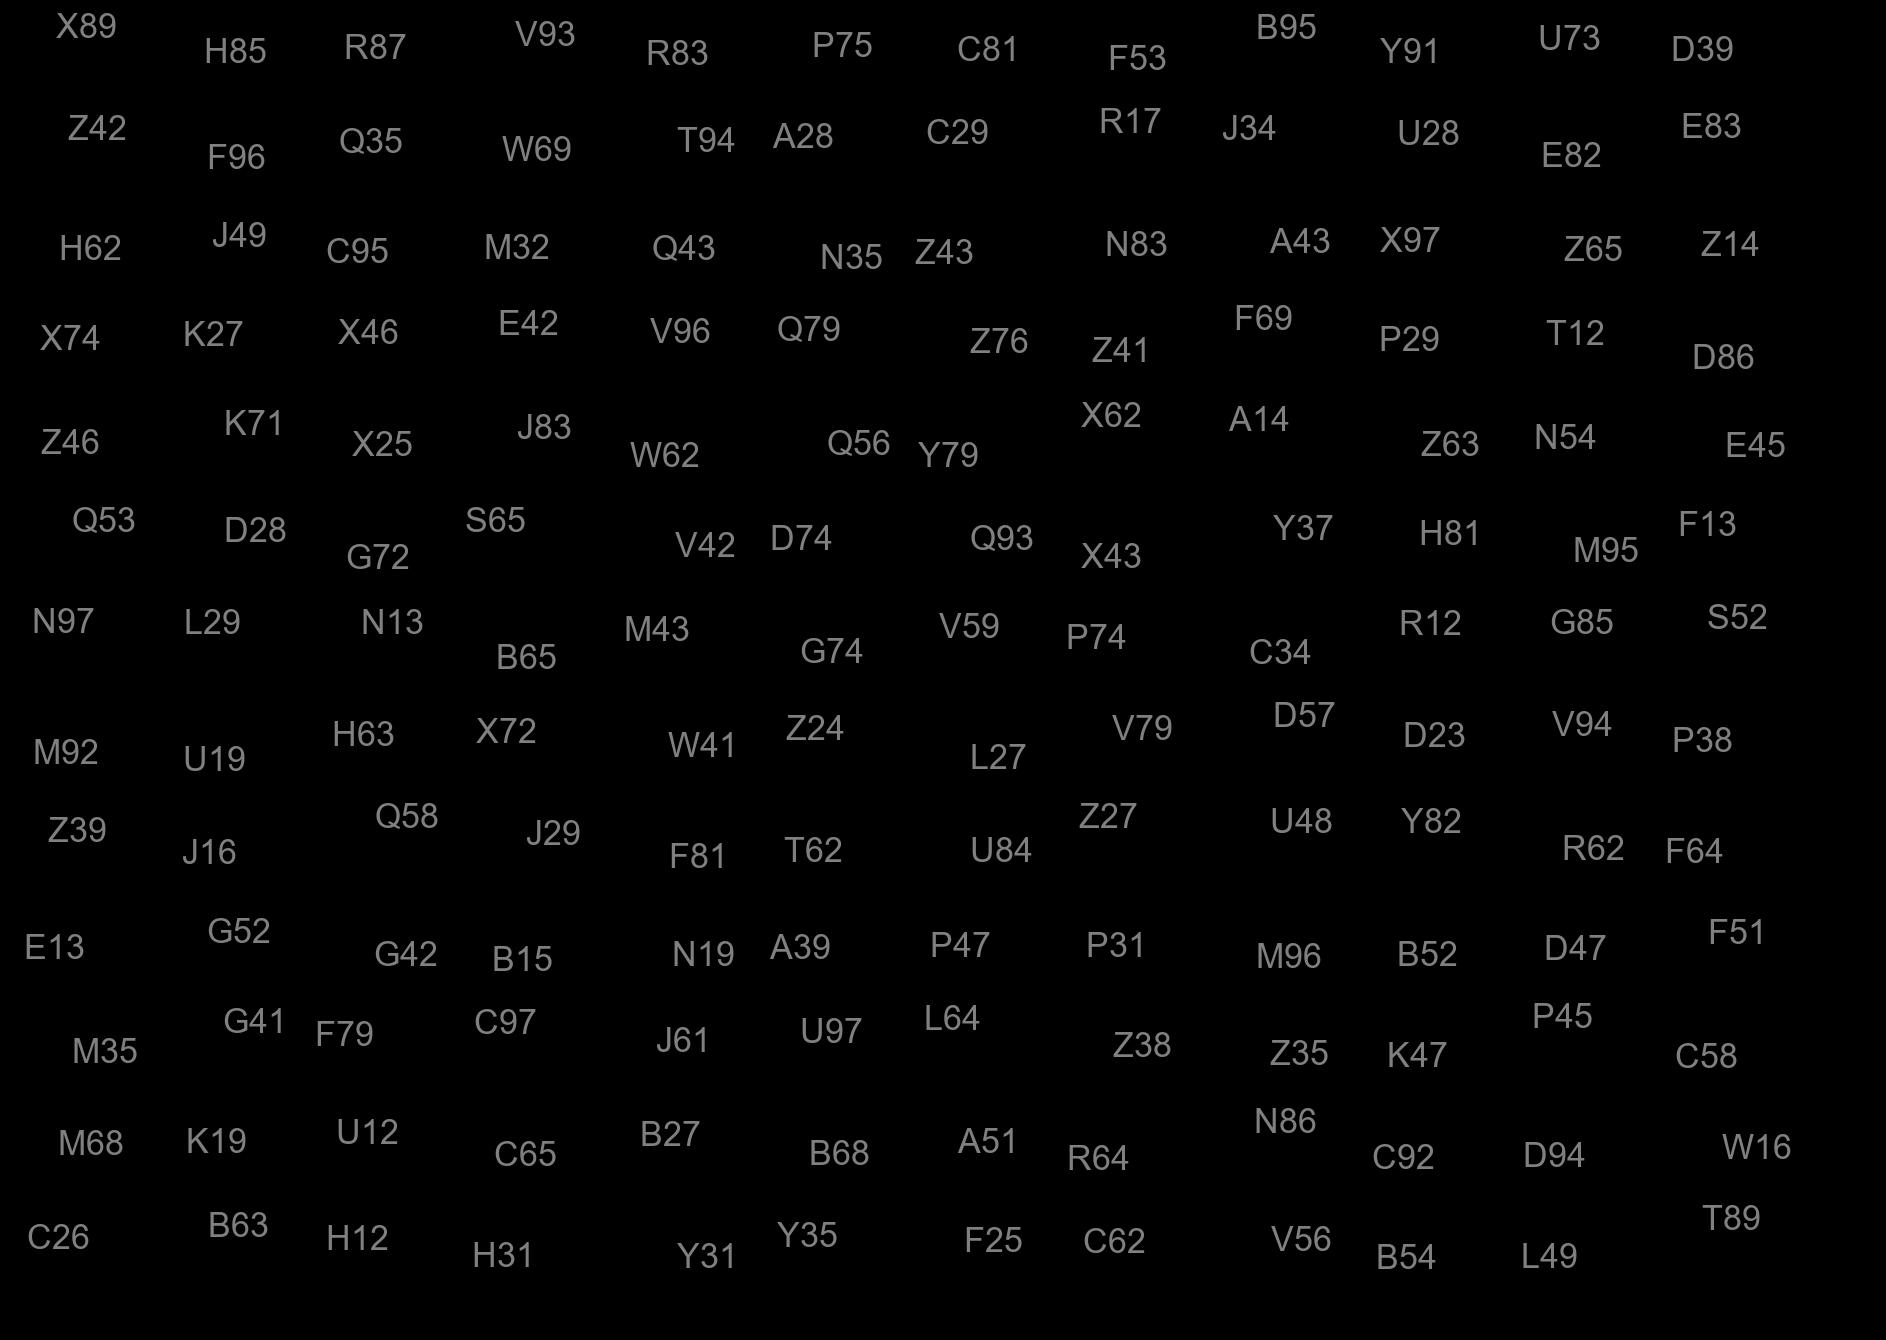 X89 H85 R87 V93 R83 P75 C81 F53 B95 Y91 U73 D39
Z42 F96 Q35 W69 T94 A28 C29 R17 J34 U28 E82 E83
H62 J49 C95 M32 Q43 N35 Z43 N83 A43 X97 Z65 Z14
X74 K27 X46 E42 V96 Q79 Z76 Z41 F69 P29 T12 D86
Z46 K71 X25 J83 W62 Q56 Y79 X62 A14 Z63 N54 E45
Q53 D28 G72 S65 V42 D74 Q93 X43 Y37 H81 M95 F13
N97 L29 N13 B65 M43 G74 V59 P74 C34 R12 G85 S52
M92 U19 H63 X72 W41 Z24 L27 V79 D57 D23 V94 P38
Z39 J16 Q58 J29 F81 T62 U84 Z27 U48 Y82 R62 F64
E13 G52 G42 B15 N19 A39 P47 P31 M96 B52 D47 F51
M35 G41 F79 C97 J61 U97 L64 Z38 Z35 K47 P45 C58
M68 K19 U12 C65 B27 B68 A51 R64 N86 C92 D94 W16
C26 B63 H12 H31 Y31 Y35 F25 C62 V56 B54 L49 T89